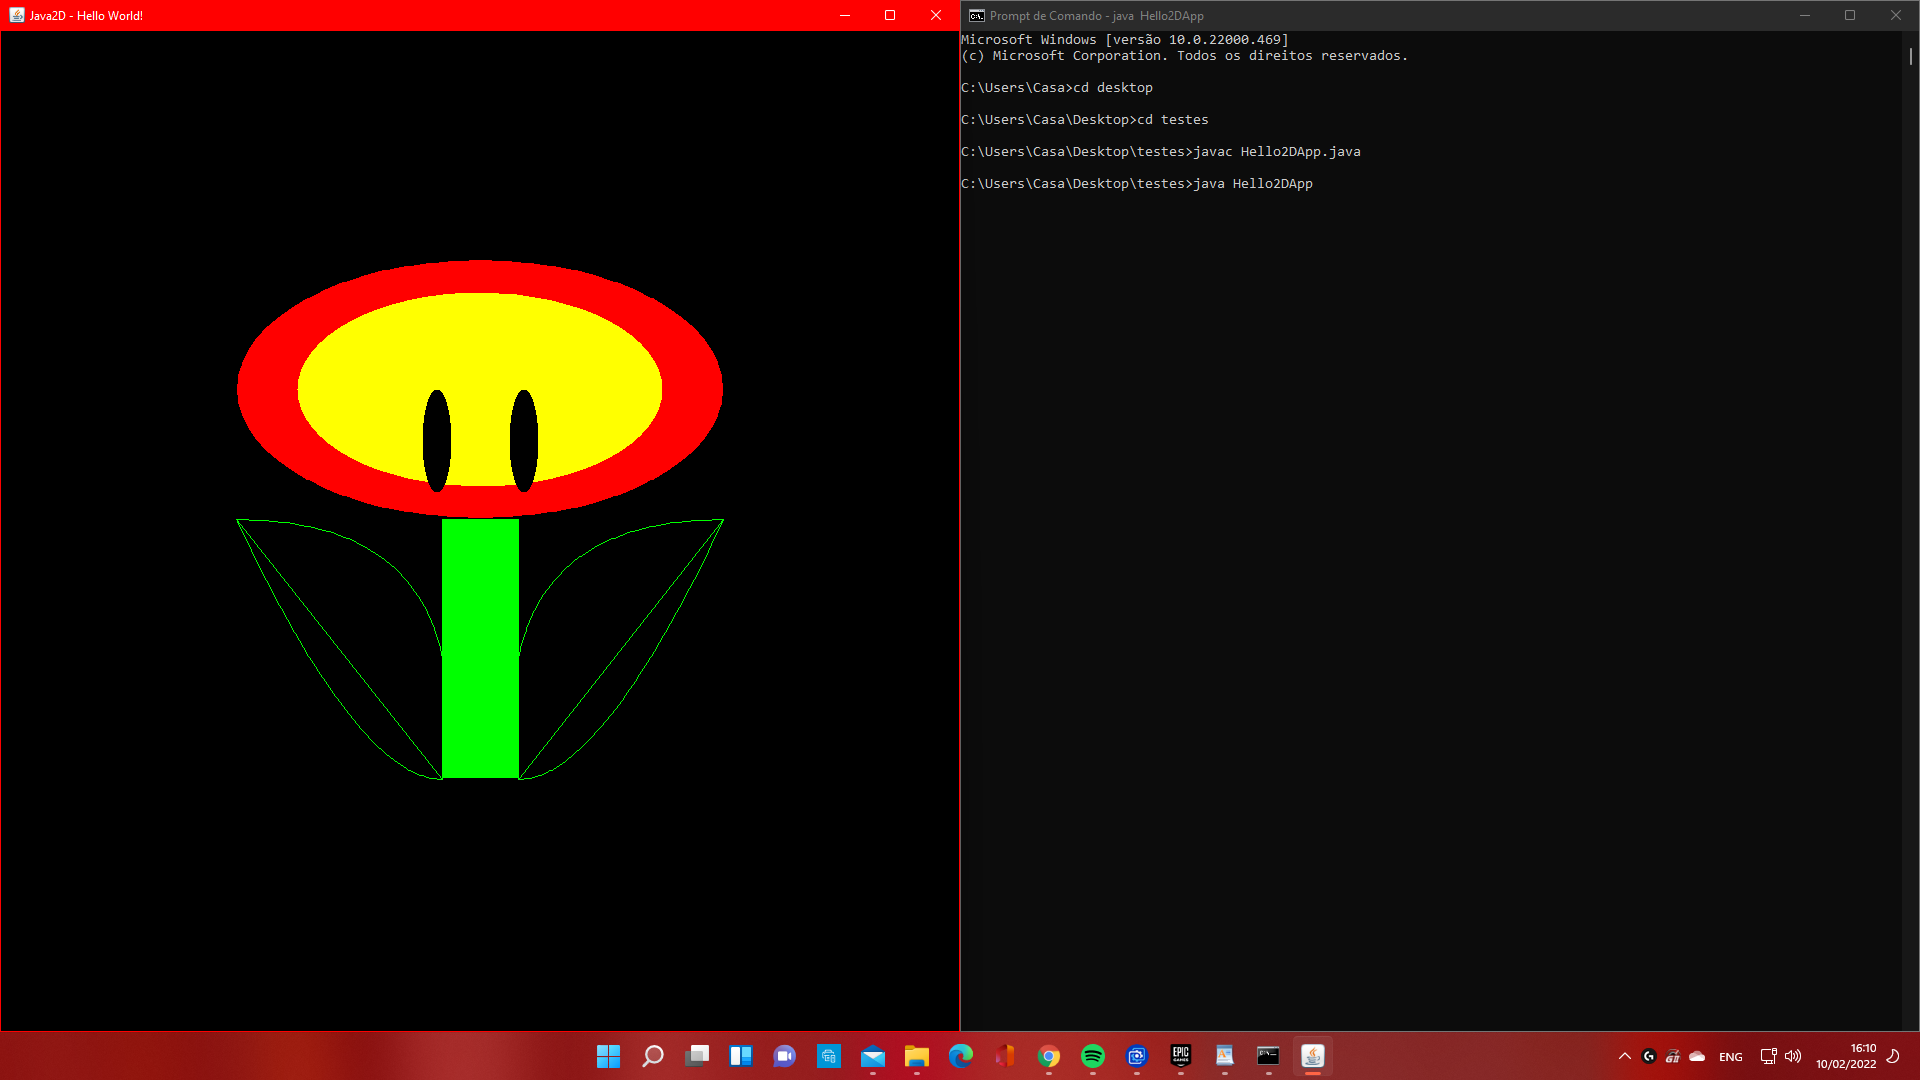 Java2D - Hello World!
Prompt de Comando - java  Hello2DApp
Microsoft Windows [versão 10.0.22000.469]
(c) Microsoft Corporation. Todos os direitos reservados.
C:\Users\Casa>cd desktop
C:\Users\Casa\Desktop>cd testes
C:\Users\Casa\Desktop\testes>javac Hello2DApp.java
C:\Users\Casa\Desktop\testes>java Hello2DApp
EPIC
GAMES
ENG
16:10
10/02/2022